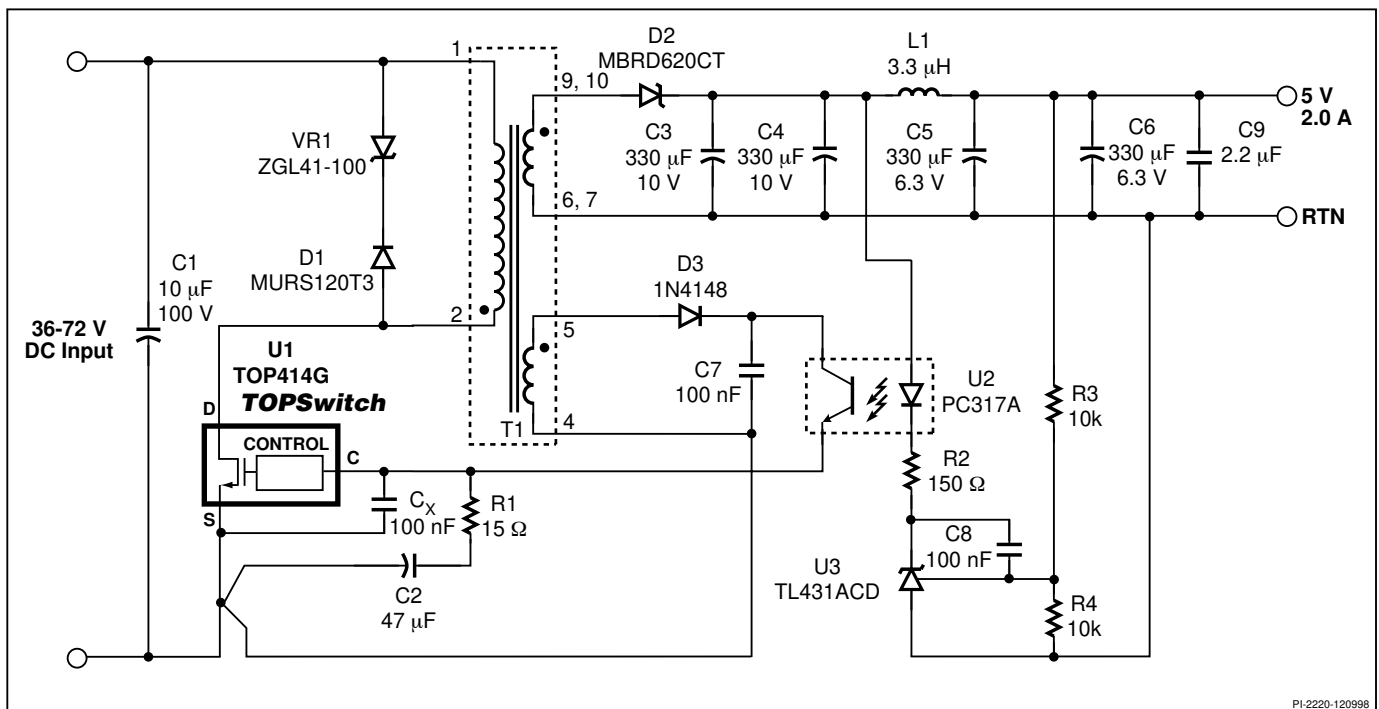 1
9, 10
D2
MBRD620CT
L1
3.3 µH
5 V
2.0 A
VR1
ZGL41-100
C3
330 µF
10 V
C4
330 µF
10 V
C5
330 µF
6.3 V
C6
330 µF
6.3 V
C9
2.2 µF
6, 7
RTN
D1
MURS120T3
C1
10 µF
100 V
D3
1N4148
36-72 V
DC Input
2
5
U1
TOP414G
TOPSwitch
C7
100 nF
U2
PC317A
R3
10k
D
T1
4
CONTROL
C
R2
150 Ω
S
CX
100 nF
R1
15 Ω
C8
100 nF
U3
TL431ACD
C2
47 µF
R4
10k
PI-2220-120998